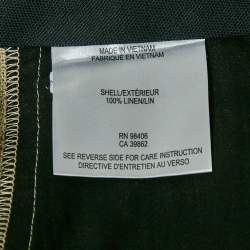 MADE IN VIETNAM
FABRIQUÉ EN VIETNAM
SHELL/EXTÉRIEUR
100% LINEN/LIN
RN 98406
CA 39862
SEE REVERSE SIDE FOR CARE INSTRUCTION
DIRECTIVE D'ENTRETIEN AU VERSO